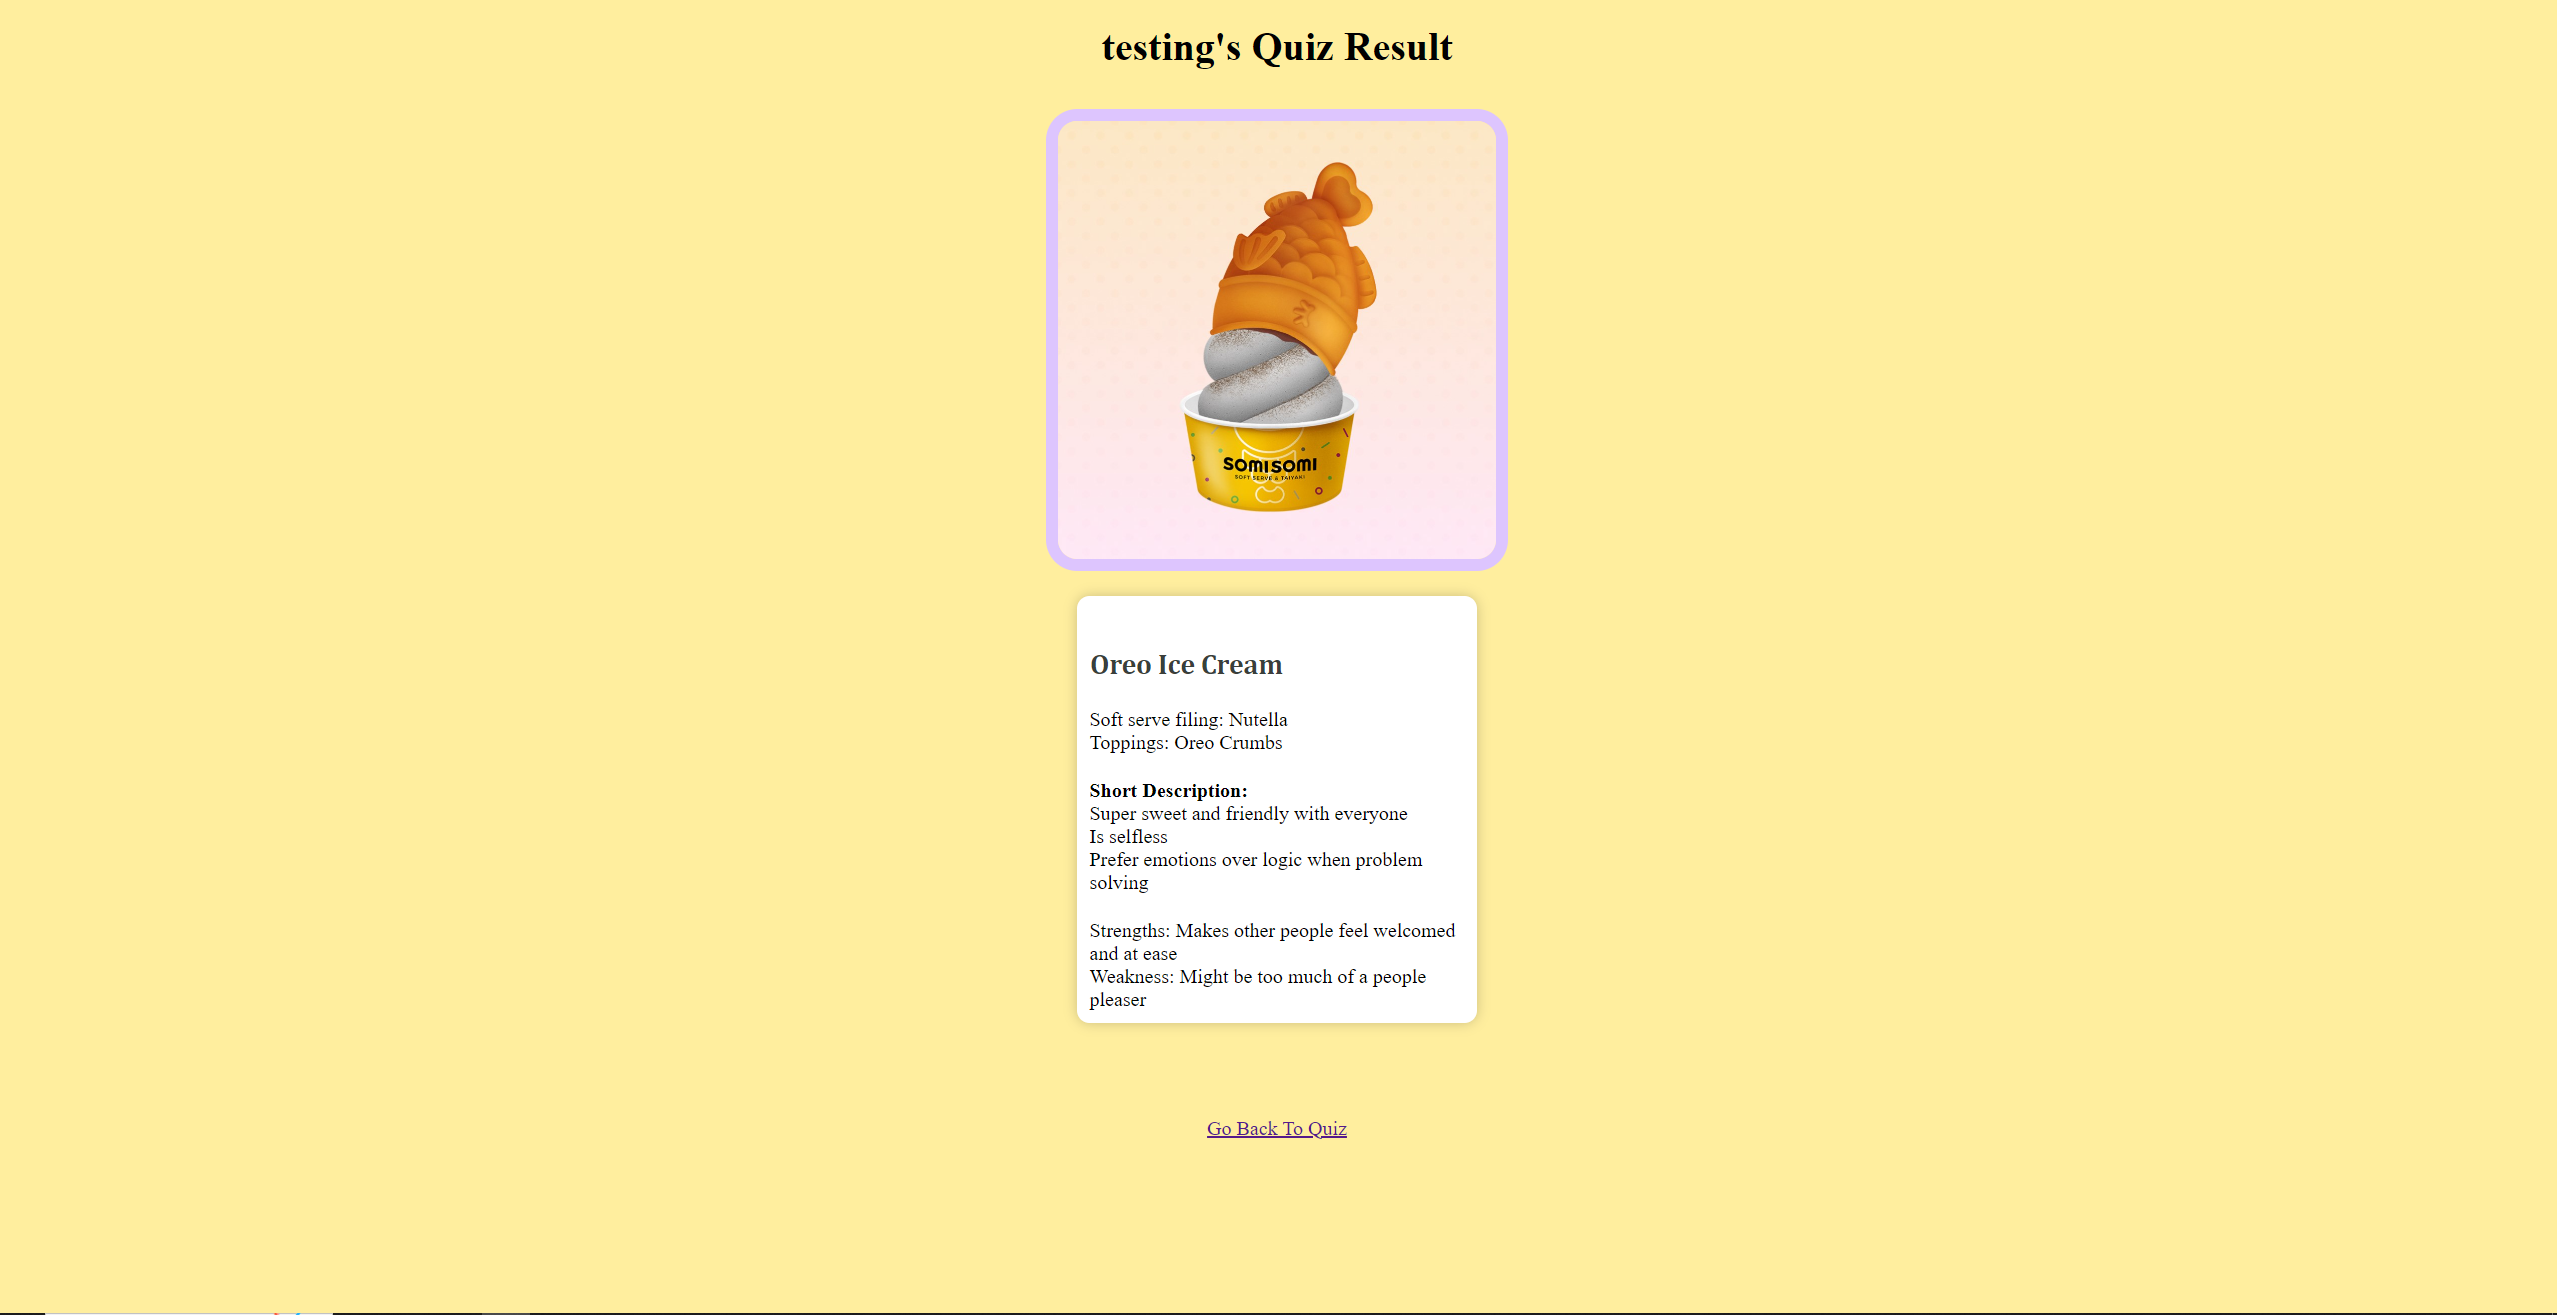 testing's Quiz Result
SOMISOMI
SOFT SERVE & TAIYAKI
Oreo Ice Cream
Soft serve filing: Nutella
Toppings: Oreo Crumbs
Short Description:
Super sweet and friendly with everyone
Is selfless
Prefer emotions over logic when problem
solving
Strengths: Makes other people feel welcomed
and at ease
Weakness: Might be too much of a people
pleaser
Go Back To Quiz